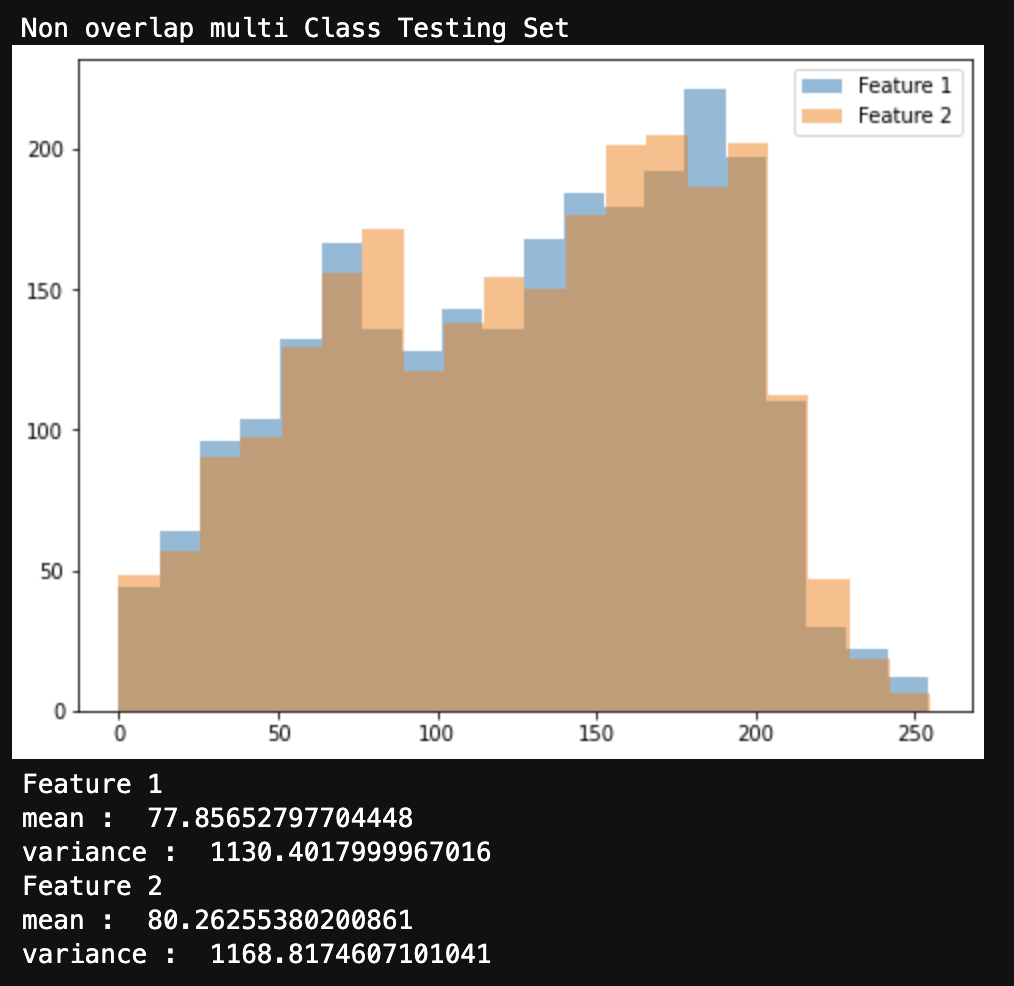 Non overlap multi Class Testing Set
Feature 1
Feature 2
200
150
100
50
0
0 50 100 150 200 250
Feature 1
mean :  77.85652797704448
variance :  1130.4017999967016
Feature 2
mean :  80.26255380200861
variance :  1168.8174607101041